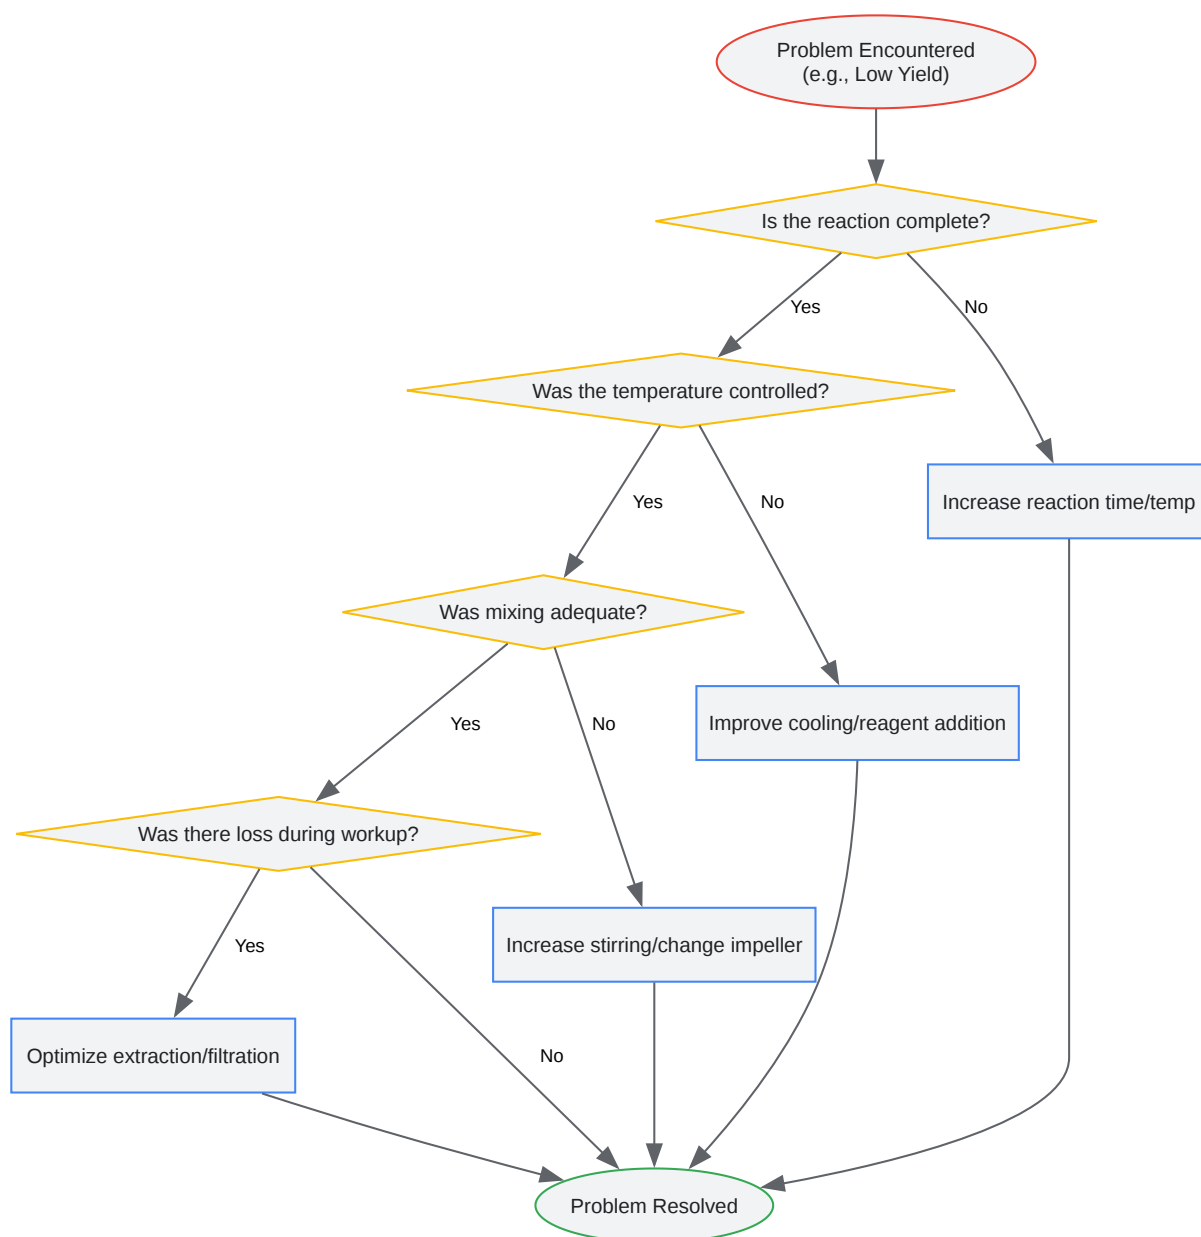 Problem Encountered
(e.g., Low Yield)
Is the reaction complete?
Yes
No
Was the temperature controlled?
Yes
No
Increase reaction time/temp
Was mixing adequate?
Yes
No
Improve cooling/reagent addition
Was there loss during workup?
Yes
Increase stirring/change impeller
Optimize extraction/filtration
No
Problem Resolved